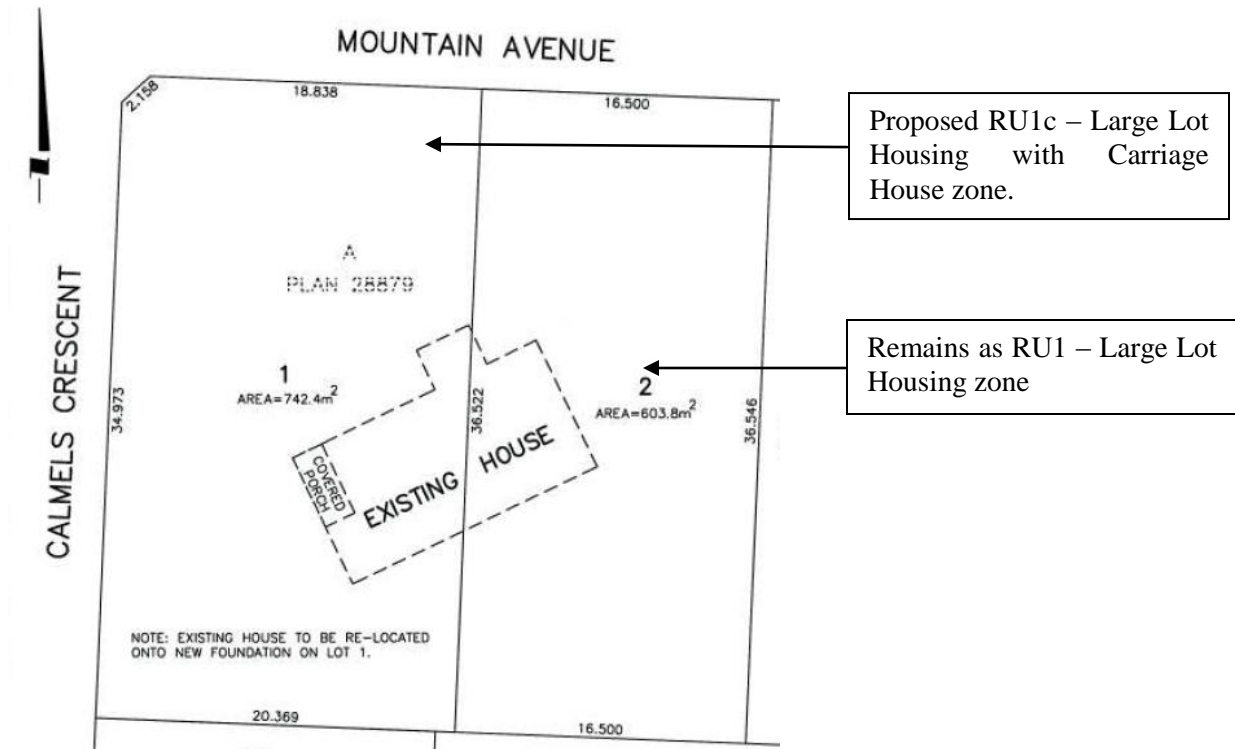 MOUNTAIN AVENUE
2.158
18.838
16.500
Proposed RU1c – Large Lot
Housing with Carriage
House zone.
A
PLAN 28879
CALMELS CRESCENT
34.973
1
AREA=742.4m2
36.522
2
AREA=603.8m2
36.546
Remains as RU1 – Large Lot
Housing zone
COVERED
PORCH
EXISTING HOUSE
NOTE: EXISTING HOUSE TO BE RE-LOCATED
ONTO NEW FOUNDATION ON LOT 1.
20.369
16.500